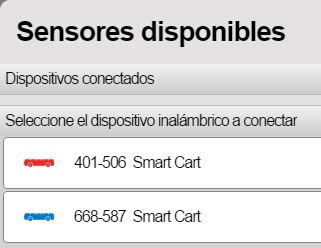 Sensores disponibles
Dispositivos conectados
Seleccione el dispositivo inalámbrico a conectar
401-506 Smart Cart
668-587 Smart Cart